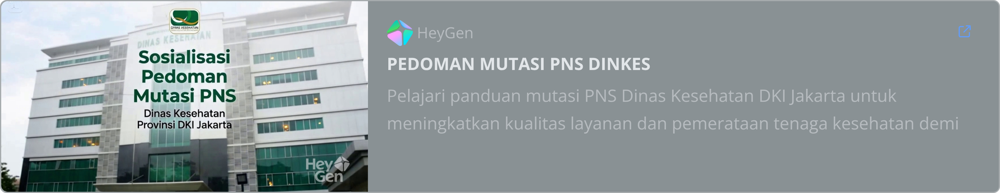 DINAS KESEHATAN
DINAS KESEHATAN
Sosialisasi
Pedoman
Mutasi PNS
Dinas Kesehatan
Provinsi DKI Jakarta
Hey
Gen
HeyGen
PEDOMAN MUTASI PNS DINKES
Pelajari panduan mutasi PNS Dinas Kesehatan DKI Jakarta untuk
meningkatkan kualitas layanan dan pemerataan tenaga kesehatan demi